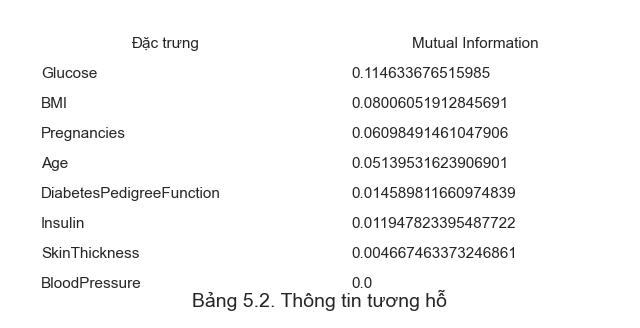 Đặc trưng Mutual Information
Glucose 0.114633676515985
BMI 0.08006051912845691
Pregnancies 0.06098491461047906
Age 0.05139531623906901
DiabetesPedigreeFunction 0.014589811660974839
Insulin 0.011947823395487722
SkinThickness 0.004667463373246861
BloodPressure 0.0
Bảng 5.2. Thông tin tương hỗ